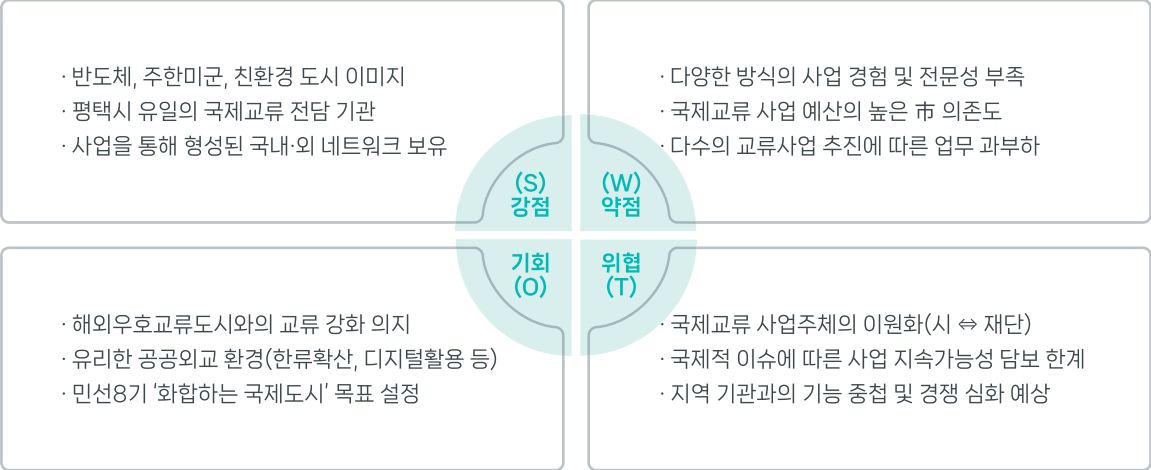 · 반도체, 주한미군, 친환경 도시 이미지
· 평택시 유일의 국제교류 전담 기관
· 사업을 통해 형성된 국내·외 네트워크 보유
(S)
강점
· 다양한 방식의 사업 경험 및 전문성 부족
· 국제교류 사업 예산의 높은 市 의존도
· 다수의 교류사업 추진에 따른 업무 과부하
(W)
약점
기회
(O)
· 해외우호교류도시와의 교류 강화 의지
· 유리한 공공외교 환경(한류확산, 디지털활용 등)
· 민선8기 '화합하는 국제도시' 목표 설정
위협
(T)
· 국제교류 사업주체의 이원화(시 ⇔ 재단)
· 국제적 이슈에 따른 사업 지속가능성 담보 한계
· 지역 기관과의 기능 중첩 및 경쟁 심화 예상